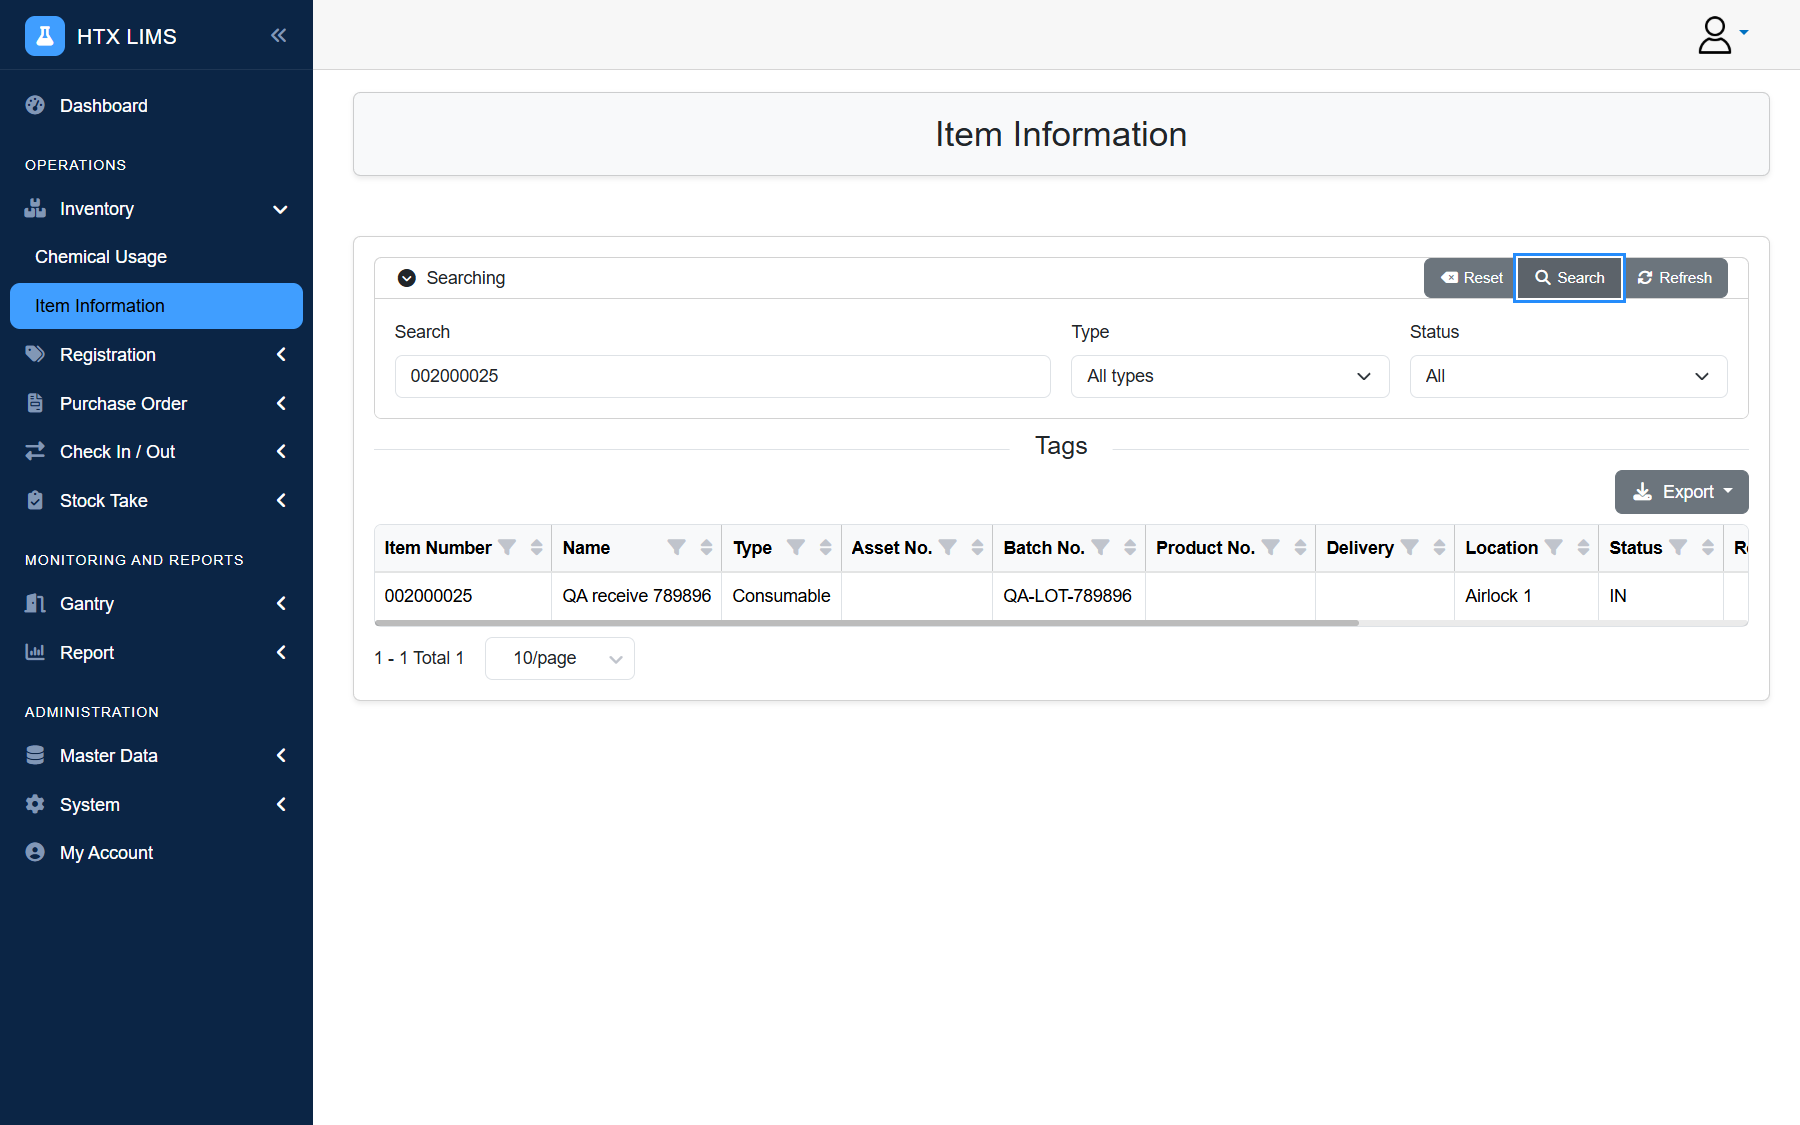 HTX LIMS
Dashboard
OPERATIONS
Inventory
Chemical Usage
Item Information
Registration
Purchase Order
Check In / Out
Stock Take
MONITORING AND REPORTS
Gantry
Report
ADMINISTRATION
Master Data
System
My Account
Item Information
Searching
Reset Search Refresh
Search Type Status
002000025 All types All
Tags
Export
Item Number Name Type Asset No. Batch No. Product No. Delivery Location Status
002000025 QA receive 789896 Consumable QA-LOT-789896 Airlock 1 IN
1 - 1 Total 1 10/page